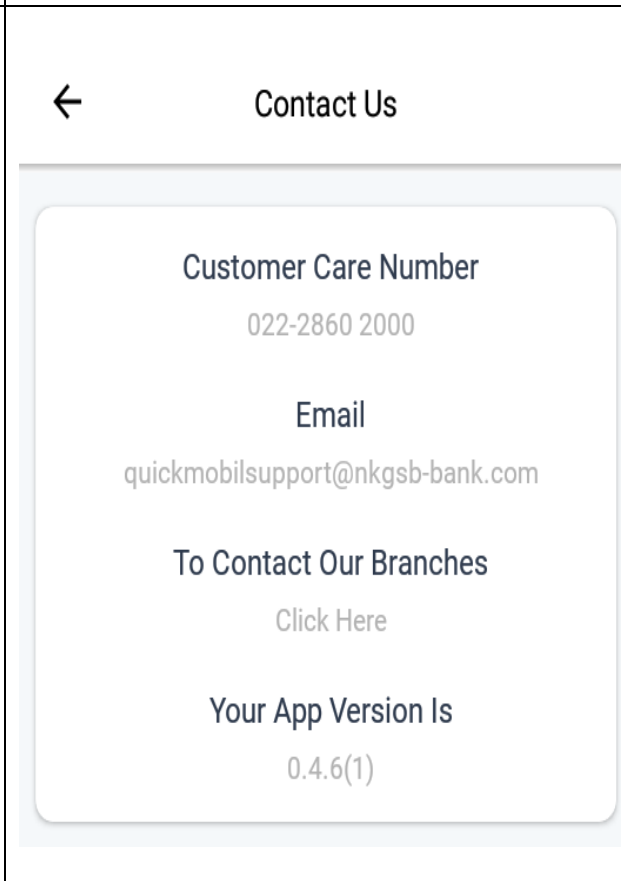 Contact Us
Customer Care Number
022-2860 2000
Email
quickmobilsupport@nkgsb-bank.com
To Contact Our Branches
Click Here
Your App Version Is
0.4.6(1)